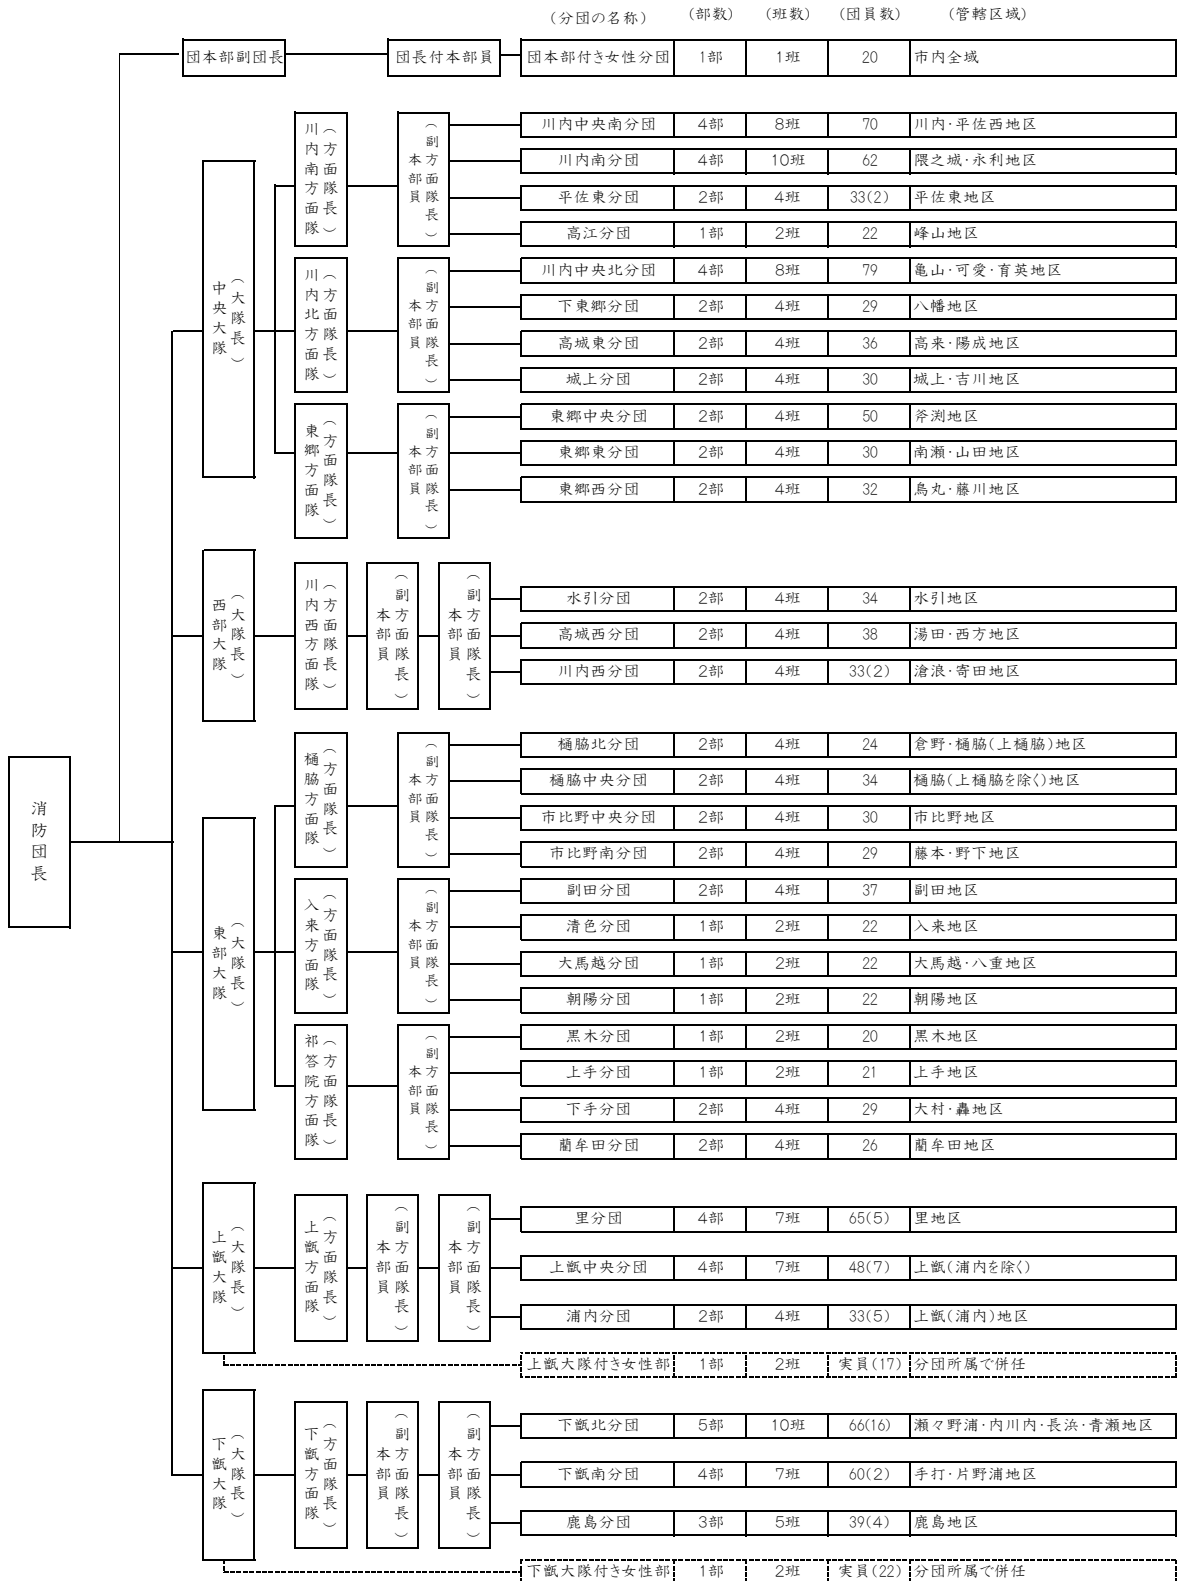 （分団の名称） （部数） （班数） （団員数） （管轄区域）
団本部副団長 団長付本部員 団本部付き女性分団 1部 1班 20 市内全域
消防団長
中央大隊（大隊長）
川内南方面隊（方面隊長） 本部員（副方面隊長）
川内中央南分団 4部 8班 70 川内･平佐西地区
川内南分団 4部 10班 62 隈之城･永利地区
平佐東分団 2部 4班 33(2) 平佐東地区
高江分団 1部 2班 22 峰山地区
川内北方面隊（方面隊長） 本部員（副方面隊長）
川内中央北分団 4部 8班 79 亀山･可愛･育英地区
下東郷分団 2部 4班 29 八幡地区
高城東分団 2部 4班 36 高来･陽成地区
城上分団 2部 4班 30 城上･吉川地区
東郷方面隊（方面隊長） 本部員（副方面隊長）
東郷中央分団 2部 4班 50 斧渕地区
東郷東分団 2部 4班 30 南瀬･山田地区
東郷西分団 2部 4班 32 鳥丸･藤川地区
西部大隊（大隊長）
川内西方面隊（方面隊長） 本部員（副方面隊長） 本部員（副方面隊長）
水引分団 2部 4班 34 水引地区
高城西分団 2部 4班 38 湯田･西方地区
川内西分団 2部 4班 33(2) 滄浪･寄田地区
東部大隊（大隊長）
樋脇方面隊（方面隊長） 本部員（副方面隊長）
樋脇北分団 2部 4班 24 倉野･樋脇(上樋脇)地区
樋脇中央分団 2部 4班 34 樋脇(上樋脇を除く)地区
市比野中央分団 2部 4班 30 市比野地区
市比野南分団 2部 4班 29 藤本･野下地区
入来方面隊（方面隊長） 本部員（副方面隊長）
副田分団 2部 4班 37 副田地区
清色分団 1部 2班 22 入来地区
大馬越分団 1部 2班 22 大馬越･八重地区
朝陽分団 1部 2班 22 朝陽地区
祁答院方面隊（方面隊長） 本部員（副方面隊長）
黒木分団 1部 2班 20 黒木地区
上手分団 1部 2班 21 上手地区
下手分団 2部 4班 29 大村･轟地区
藺牟田分団 2部 4班 26 藺牟田地区
上甑大隊（大隊長）
上甑方面隊（方面隊長） 本部員（副方面隊長） 本部員（副方面隊長）
里分団 4部 7班 65(5) 里地区
上甑中央分団 4部 7班 48(7) 上甑(浦内を除く)
浦内分団 2部 4班 33(5) 上甑(浦内)地区
上甑大隊付き女性部 1部 2班 実員(17) 分団所属で併任
下甑大隊（大隊長）
下甑方面隊（方面隊長） 本部員（副方面隊長） 本部員（副方面隊長）
下甑北分団 5部 10班 66(16) 瀬々野浦･内川内･長浜･青瀬地区
下甑南分団 4部 7班 60(2) 手打･片野浦地区
鹿島分団 3部 5班 39(4) 鹿島地区
下甑大隊付き女性部 1部 2班 実員(22) 分団所属で併任